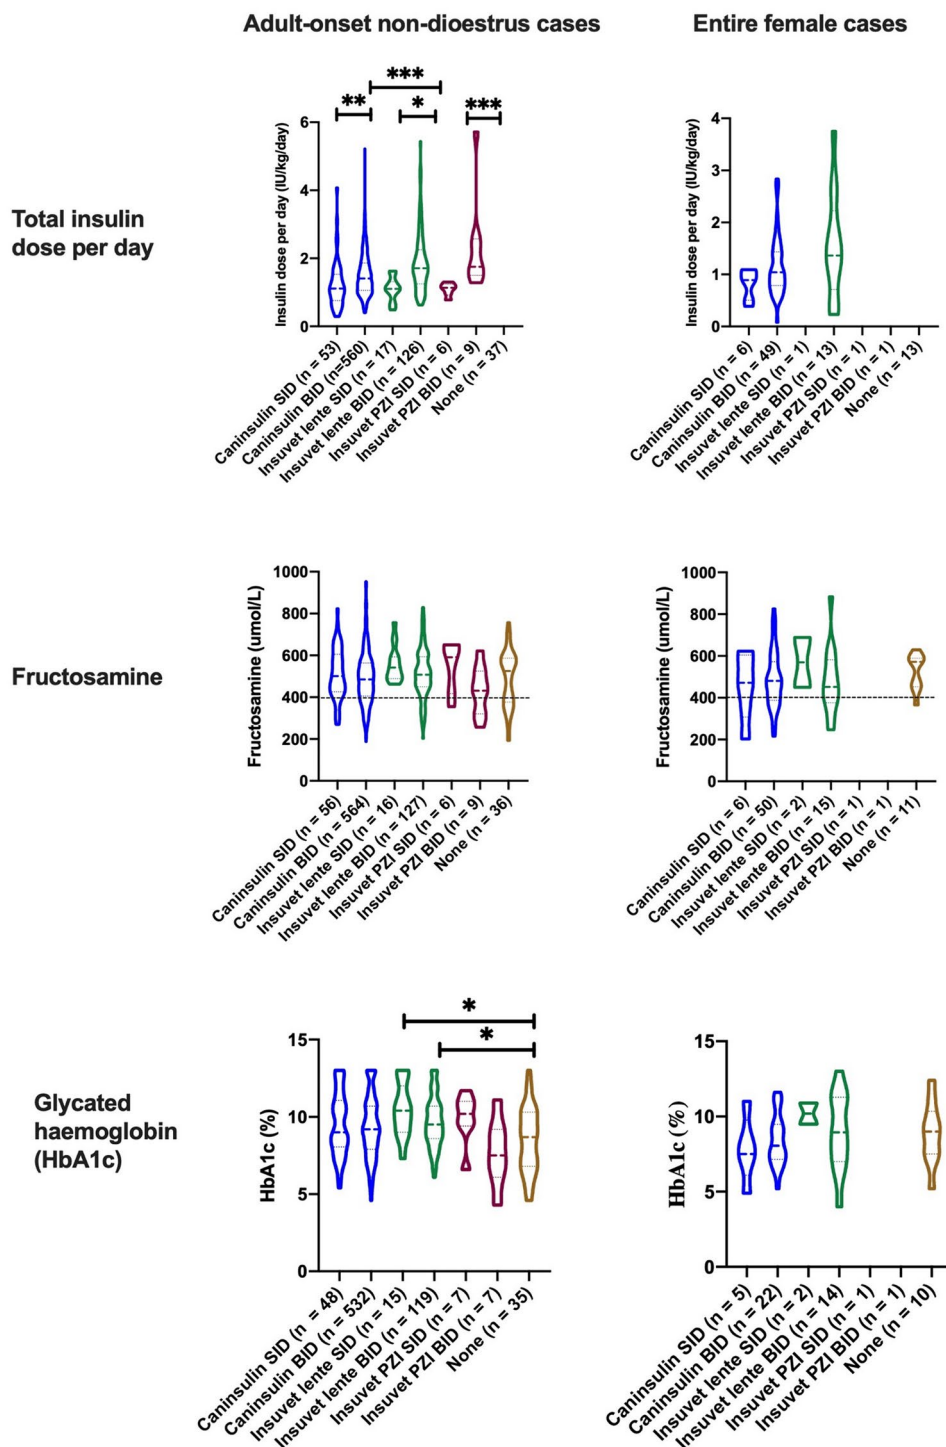 Adult-onset non-dioestrus cases
Entire female cases
Total insulin
dose per day
Insulin dose per day (IU/kg/day)
6
4
2
0
***
**
*
***
Caninsulin SID (n = 53)
Caninsulin BID (n=560)
Insuvet lente SID (n = 17)
Insuvet lente BID (n = 126)
Insuvet PZI SID (n = 6)
Insuvet PZI BID (n = 9)
None (n = 37)
Insulin dose per day (IU/kg/day)
4
3
2
1
0
Caninsulin SID (n = 6)
Caninsulin BID (n = 49)
Insuvet lente SID (n = 1)
Insuvet lente BID (n = 13)
Insuvet PZI SID (n = 1)
Insuvet PZI BID (n = 1)
None (n = 13)
Fructosamine
Fructosamine (umol/L)
1000
800
600
400
200
0
Caninsulin SID (n = 56)
Caninsulin BID (n = 564)
Insuvet lente SID (n = 16)
Insuvet lente BID (n = 127)
Insuvet PZI SID (n = 6)
Insuvet PZI BID (n = 9)
None (n = 36)
Fructosamine (umol/L)
1000
800
600
400
200
0
Caninsulin SID (n = 6)
Caninsulin BID (n = 50)
Insuvet lente SID (n = 2)
Insuvet lente BID (n = 15)
Insuvet PZI SID (n = 1)
Insuvet PZI BID (n = 1)
None (n = 11)
Glycated
haemoglobin
(HbA1c)
HbA1c (%)
15
10
5
0
*
*
Caninsulin SID (n = 48)
Caninsulin BID (n = 532)
Insuvet lente SID (n = 15)
Insuvet lente BID (n = 119)
Insuvet PZI SID (n = 7)
Insuvet PZI BID (n = 7)
None (n = 35)
HbA1c (%)
15
10
5
0
Caninsulin SID (n = 5)
Caninsulin BID (n = 22)
Insuvet lente SID (n = 2)
Insuvet lente BID (n = 14)
Insuvet PZI SID (n = 1)
Insuvet PZI BID (n = 1)
None (n = 10)